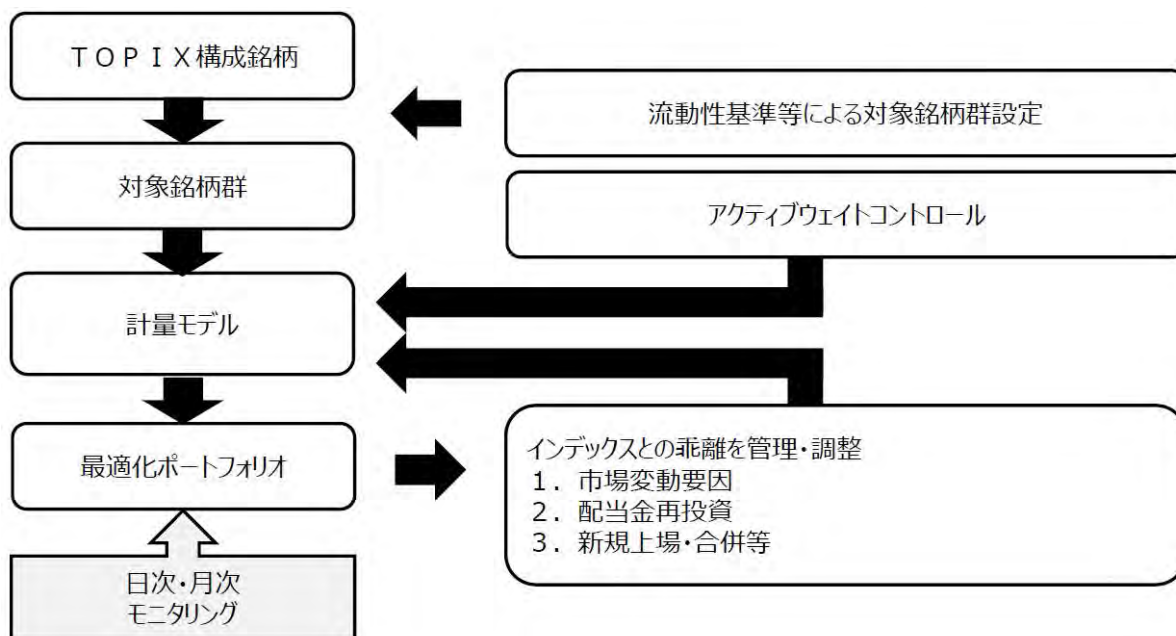 ＴＯＰＩＸ構成銘柄
流動性基準等による対象銘柄群設定
対象銘柄群
アクティブウェイトコントロール
計量モデル
最適化ポートフォリオ
インデックスとの乖離を管理・調整
１．市場変動要因
２．配当金再投資
３．新規上場・合併等
日次・月次
モニタリング